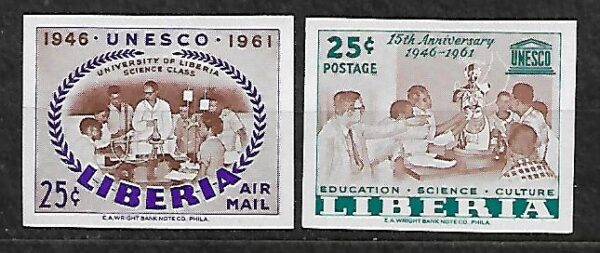 1946 · UNESCO · 1961
UNIVERSITY OF LIBERIA
SCIENCE CLASS
25¢
LIBERIA
AIR
MAIL
E.A. WRIGHT BANK NOTE CO. PHILA.
25¢
POSTAGE
15th Anniversary
1946-1961
UNESCO
EDUCATION · SCIENCE · CULTURE
LIBERIA
E.A. WRIGHT BANK NOTE CO. PHILA.